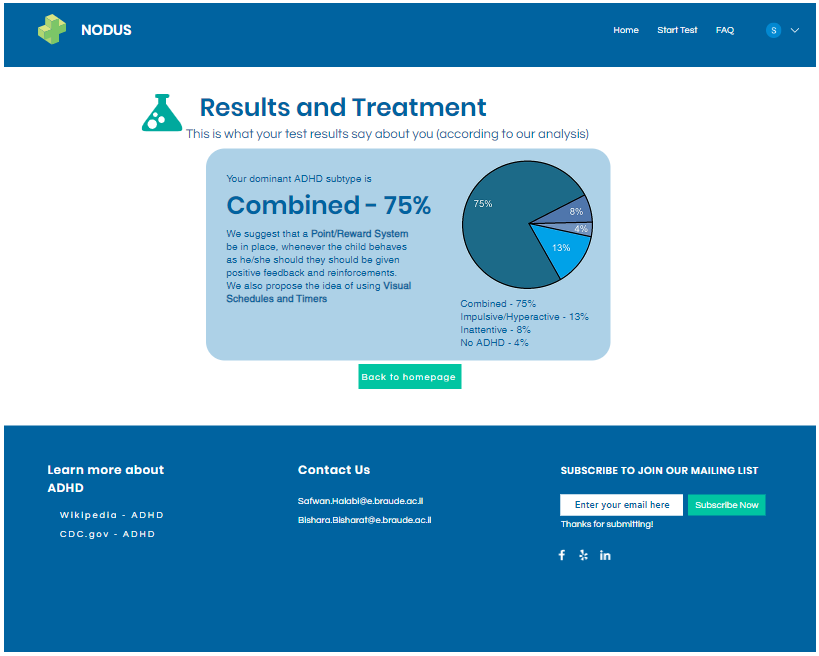 NODUS
Home
Start Test
FAQ
S
Results and Treatment
This is what your test results say about you (according to our analysis)
Your dominant ADHD subtype is
Combined - 75%
We suggest that a Point/Reward System
be in place, whenever the child behaves
as he/she should they should be given
positive feedback and reinforcements.
We also propose the idea of using Visual
Schedules and Timers
75%
8%
4%
13%
Combined - 75%
Impulsive/Hyperactive - 13%
Inattentive - 8%
No ADHD - 4%
Back to homepage
Learn more about
ADHD
Wikipedia - ADHD
CDC.gov - ADHD
Contact Us
Safwan.Halabi@e.braude.ac.il
Bishara.Bisharat@e.braude.ac.il
SUBSCRIBE TO JOIN OUR MAILING LIST
Enter your email here
Subscribe Now
Thanks for submitting!